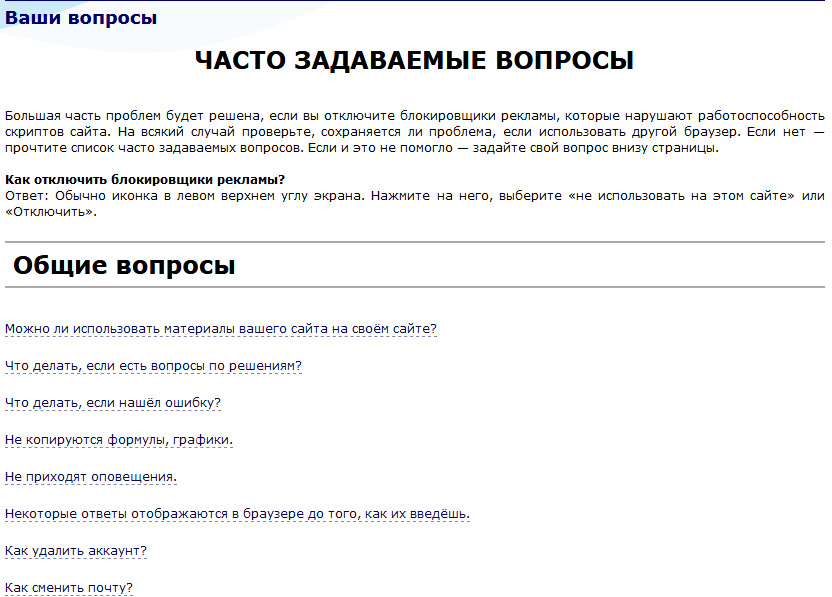 Ваши вопросы
ЧАСТО ЗАДАВАЕМЫЕ ВОПРОСЫ
Большая часть проблем будет решена, если вы отключите блокировщики рекламы, которые нарушают работоспособность
скриптов сайта. На всякий случай проверьте, сохраняется ли проблема, если использовать другой браузер. Если нет —
прочтите список часто задаваемых вопросов. Если и это не помогло — задайте свой вопрос внизу страницы.
Как отключить блокировщики рекламы?
Ответ: Обычно иконка в левом верхнем углу экрана. Нажмите на него, выберите «не использовать на этом сайте» или
«Отключить».
Общие вопросы
Можно ли использовать материалы вашего сайта на своём сайте?
Что делать, если есть вопросы по решениям?
Что делать, если нашёл ошибку?
Не копируются формулы, графики.
Не приходят оповещения.
Некоторые ответы отображаются в браузере до того, как их введёшь.
Как удалить аккаунт?
Как сменить почту?